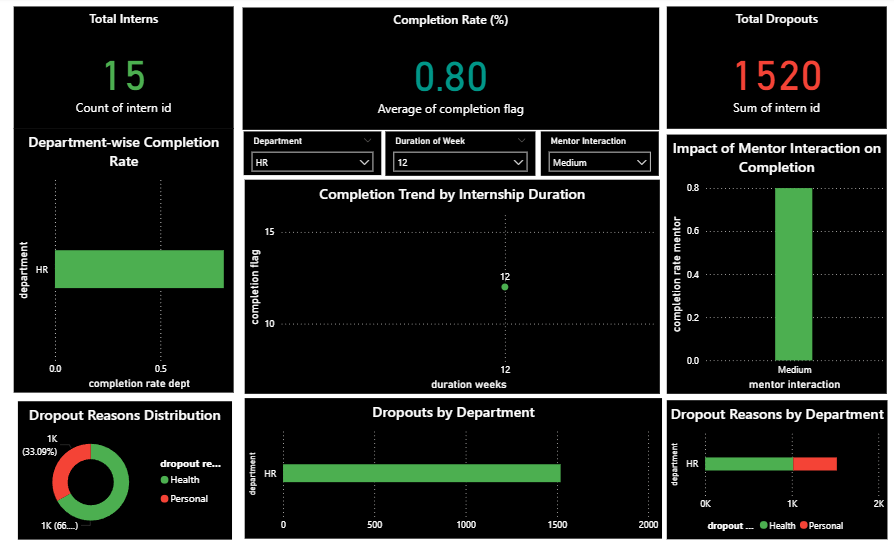 Total Interns
15
Count of intern id
Completion Rate (%)
0.80
Average of completion flag
Total Dropouts
1520
Sum of intern id
Department
HR
Duration of Week
12
Mentor Interaction
Medium
Department-wise Completion
Rate
department
HR
0.0 0.5
completion rate dept
Completion Trend by Internship Duration
completion flag
15
10
12
12
duration weeks
Impact of Mentor Interaction on
Completion
completion rate mentor
0.8
0.6
0.4
0.2
0.0
Medium
mentor interaction
Dropout Reasons Distribution
1K
(33.09%)
1K (66....)
dropout re...
Health
Personal
Dropouts by Department
department
HR
0 500 1000 1500 2000
Dropout Reasons by Department
department
HR
0K 1K 2K
dropout ... Health Personal